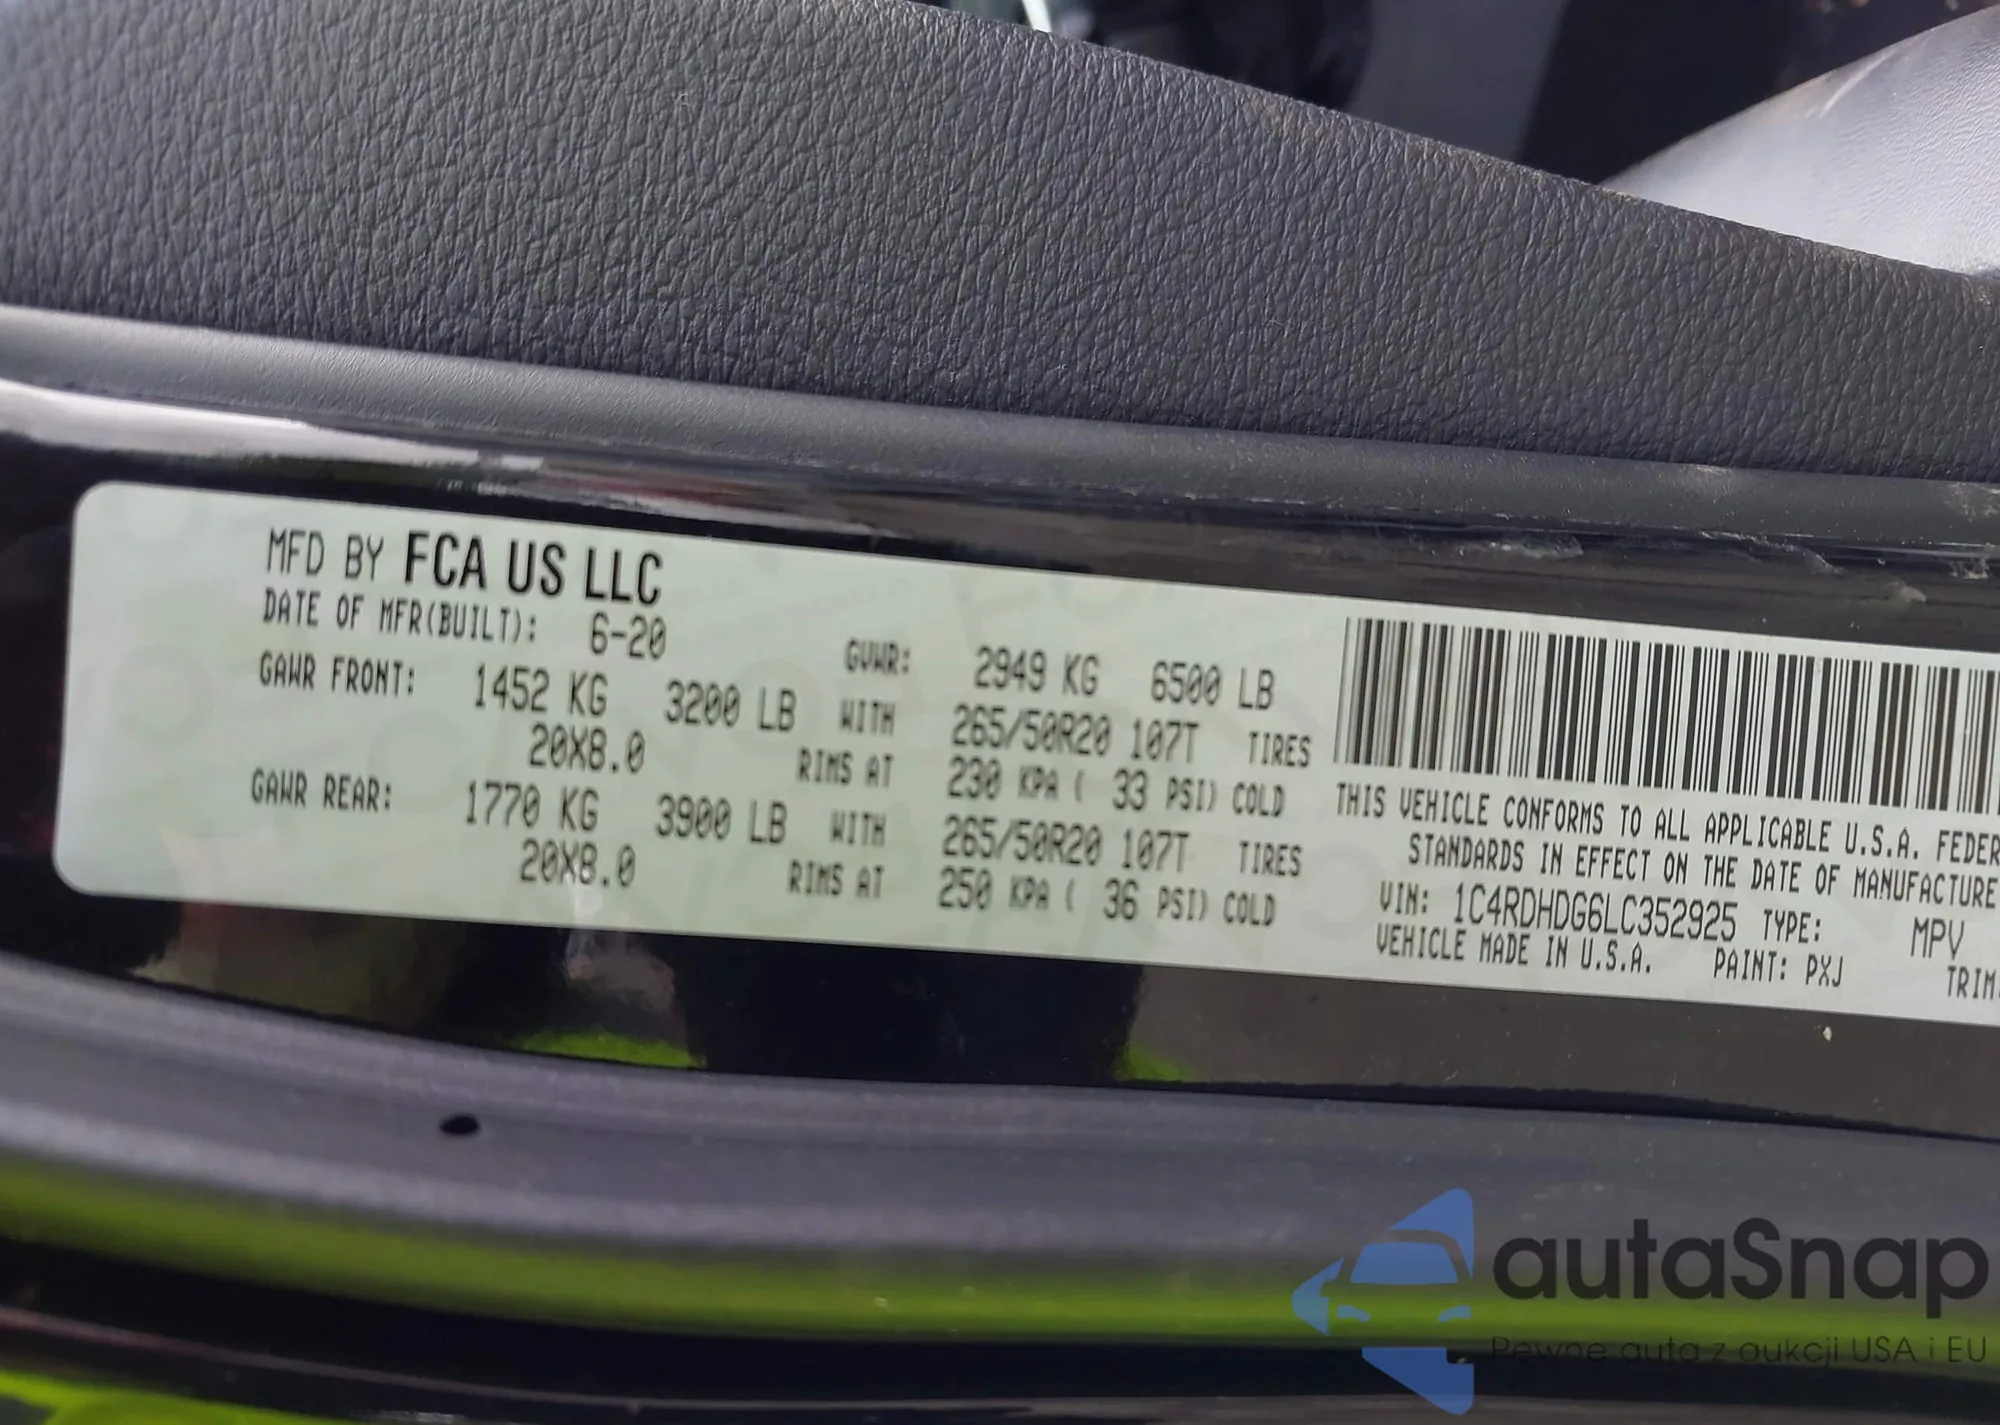 MFD BY FCA US LLC
DATE OF MFR(BUILT): 6-20 GVWR: 2949 KG 6500 LB
GAWR FRONT: 1452 KG 3200 LB WITH 265/50R20 107T TIRES
20X8.0 RIMS AT 230 KPA ( 33 PSI) COLD
GAWR REAR: 1770 KG 3900 LB WITH 265/50R20 107T TIRES
20X8.0 RIMS AT 250 KPA ( 36 PSI) COLD
THIS VEHICLE CONFORMS TO ALL APPLICABLE U.S.A. FEDER
STANDARDS IN EFFECT ON THE DATE OF MANUFACTURE
VIN: 1C4RDHDG6LC352925 TYPE: MPV
VEHICLE MADE IN U.S.A. PAINT: PXJ TRIM:
autaSnap
Pewne auta z aukcji USA i EU